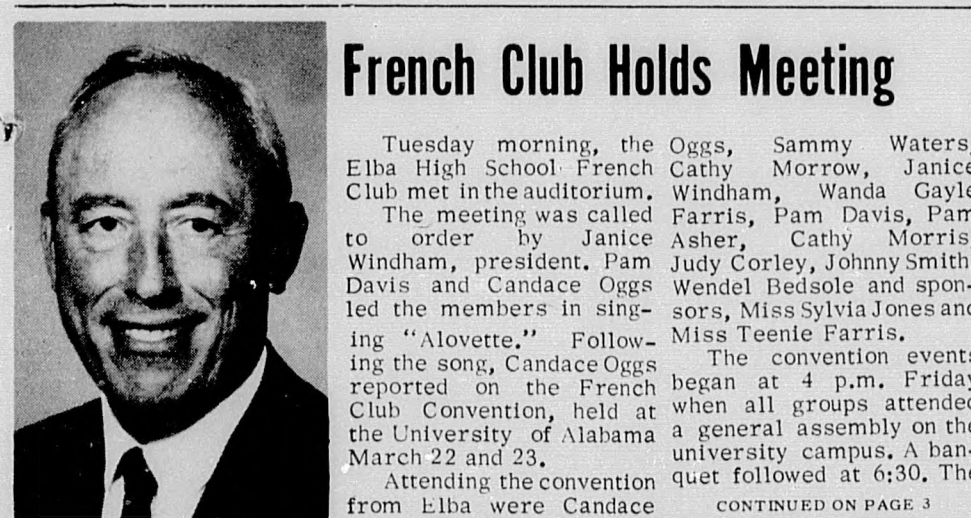 French Club Holds Meeting
Tuesday morning, the
Elba High School French
Club met in the auditorium.
The meeting was called
to order by Janice
Windham, president. Pam
Davis and Candace Oggs
led the members in sing-
ing "Alovette." Follow-
ing the song, Candace Oggs
reported on the French
Club Convention, held at
the University of Alabama
March 22 and 23.
Attending the convention
from Elba were Candace
Oggs, Sammy Waters,
Cathy Morrow, Janice
Windham, Wanda Gayle
Farris, Pam Davis, Pam
Asher, Cathy Morris,
Judy Corley, Johnny Smith,
Wendel Bedsole and spon-
sors, Miss Sylvia Jones and
Miss Teenie Farris.
The convention events
began at 4 p.m. Friday
when all groups attended
a general assembly on the
university campus. A ban-
quet followed at 6:30. The
CONTINUED ON PAGE 3